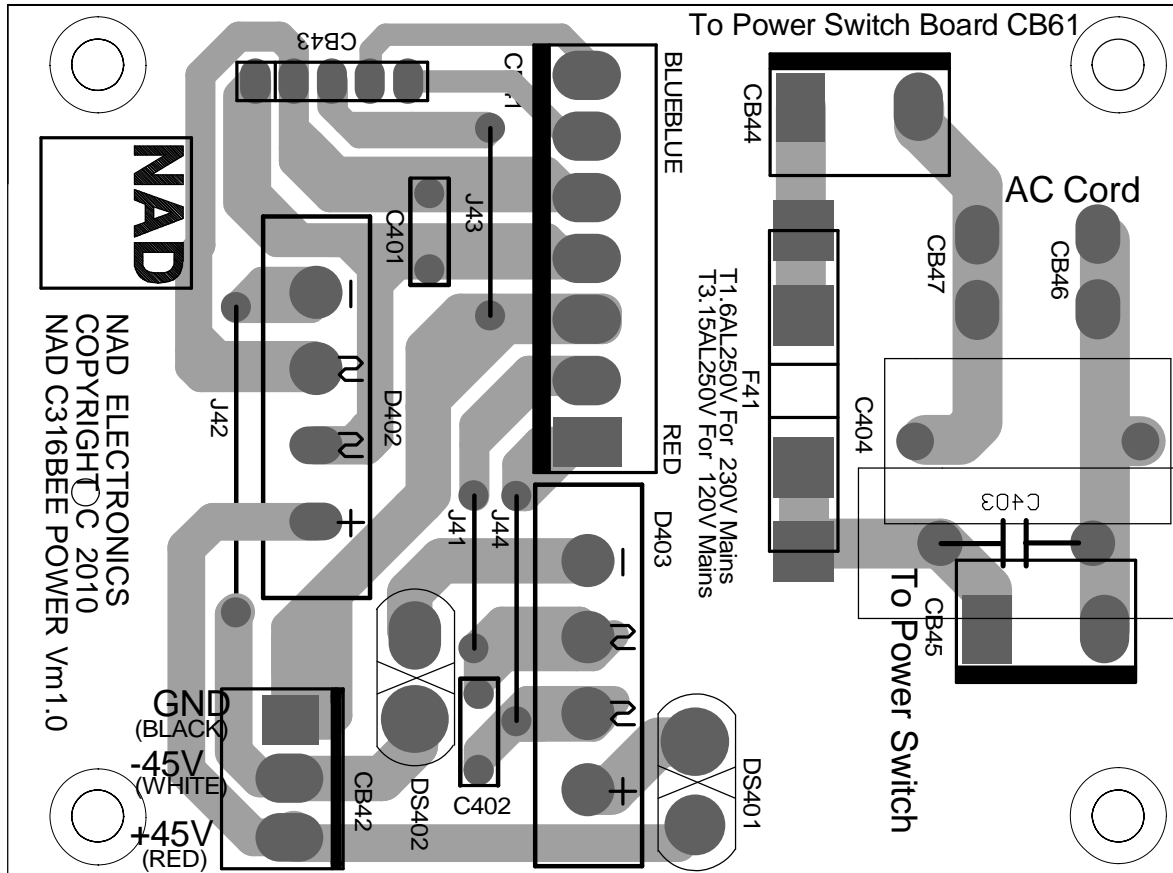 To Power Switch Board CB61
CB43
BLUEBLUE
CB44
NAD
C401
J43
AC Cord
CB47
CB46
NAD ELECTRONICS
COPYRIGHT C 2010
NAD C316BEE POWER Vm1.0
J42
D402
T1.6AL250V For 230V Mains
T3.15AL250V For 120V Mains
F41
C404
RED
J41
J44
D403
C403
CB45
To Power Switch
GND
(BLACK)
-45V
(WHITE)
+45V
(RED)
CB42
DS402
C402
DS401